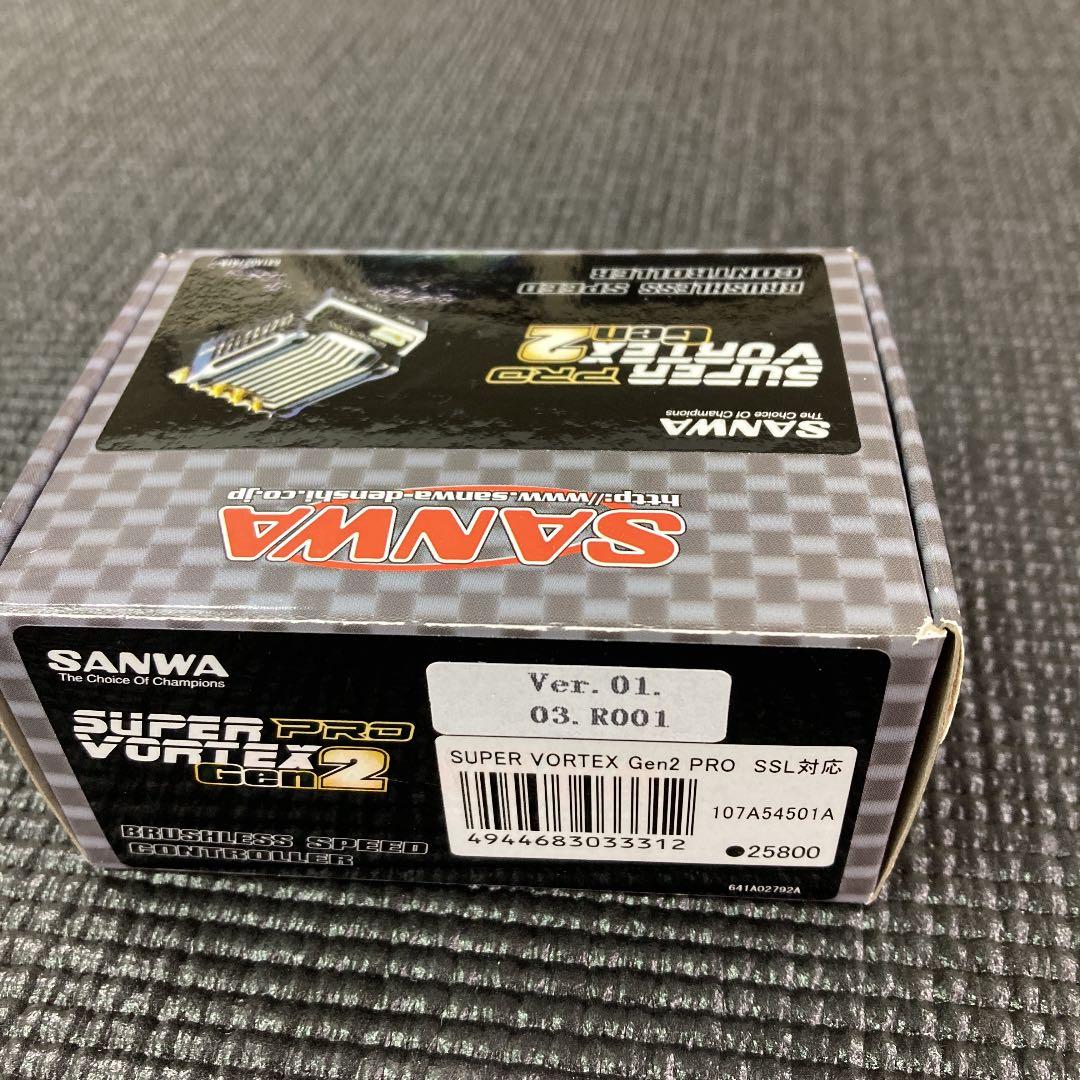 BRUSHLESS SPEED
CONTROLLER
SUPER PRO
VORTEX
Gen2
SANWA
The Choice Of Champions
http://www.sanwa-denshi.co.jp
SANWA
SANWA
The Choice Of Champions
SUPER PRO
VORTEX
Gen2
BRUSHLESS SPEED
CONTROLLER
Ver.01.
03.R001
SUPER VORTEX Gen2 PRO SSL対応
107A54501A
4944683033312
●25800
641A02792A